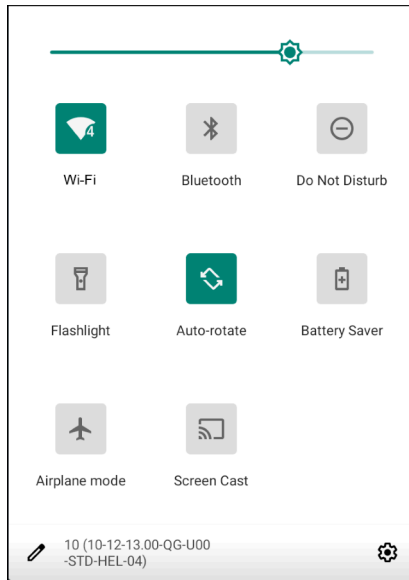 4
Wi-Fi
Bluetooth
Do Not Disturb
Flashlight
Auto-rotate
Battery Saver
Airplane mode
Screen Cast
10 (10-12-13.00-QG-U00
-STD-HEL-04)